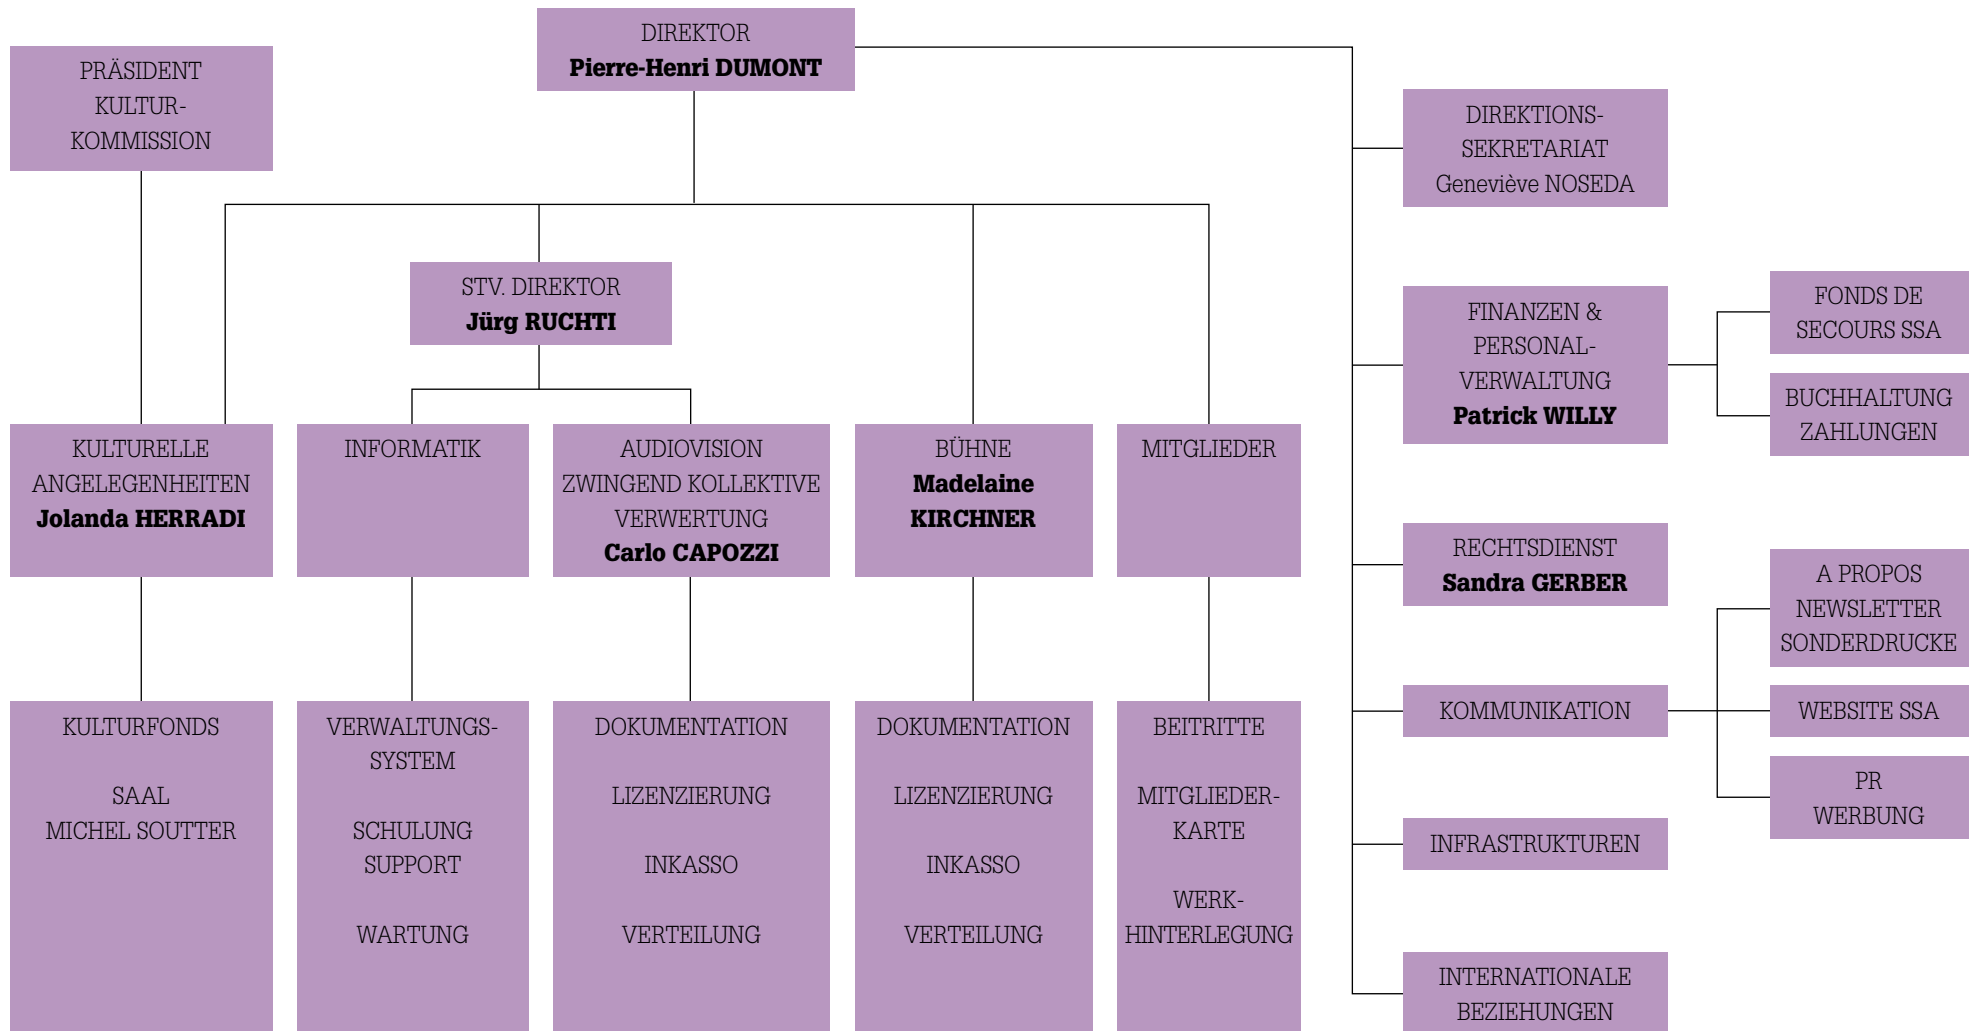 DIREKTOR
Pierre-Henri DUMONT
PRÄSIDENT
KULTUR-
KOMMISSION
STV. DIREKTOR
Jürg RUCHTI
KULTURELLE
ANGELEGENHEITEN
Jolanda HERRADI
INFORMATIK
AUDIOVISION
ZWINGEND KOLLEKTIVE
VERWERTUNG
Carlo CAPOZZI
BÜHNE
Madelaine
KIRCHNER
MITGLIEDER
KULTURFONDS
SAAL
MICHEL SOUTTER
VERWALTUNGS-
SYSTEM
SCHULUNG
SUPPORT
WARTUNG
DOKUMENTATION
LIZENZIERUNG
INKASSO
VERTEILUNG
DOKUMENTATION
LIZENZIERUNG
INKASSO
VERTEILUNG
BEITRITTE
MITGLIEDER-
KARTE
WERK-
HINTERLEGUNG
DIREKTIONS-
SEKRETARIAT
Geneviève NOSEDA
FINANZEN &
PERSONAL-
VERWALTUNG
Patrick WILLY
FONDS DE
SECOURS SSA
BUCHHALTUNG
ZAHLUNGEN
RECHTSDIENST
Sandra GERBER
KOMMUNIKATION
A PROPOS
NEWSLETTER
SONDERDRUCKE
WEBSITE SSA
PR
WERBUNG
INFRASTRUKTUREN
INTERNATIONALE
BEZIEHUNGEN